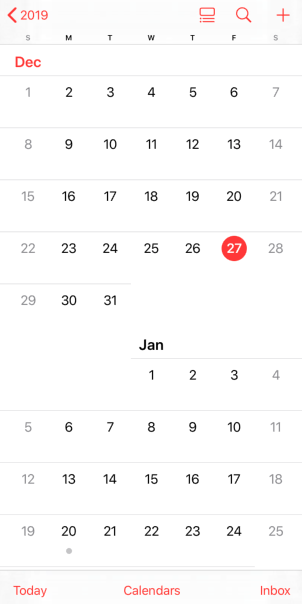 2019
S M T W T F S
Dec
1 2 3 4 5 6 7
8 9 10 11 12 13 14
15 16 17 18 19 20 21
22 23 24 25 26 27 28
29 30 31
Jan
1 2 3 4
5 6 7 8 9 10 11
12 13 14 15 16 17 18
19 20 21 22 23 24 25
Today Calendars Inbox